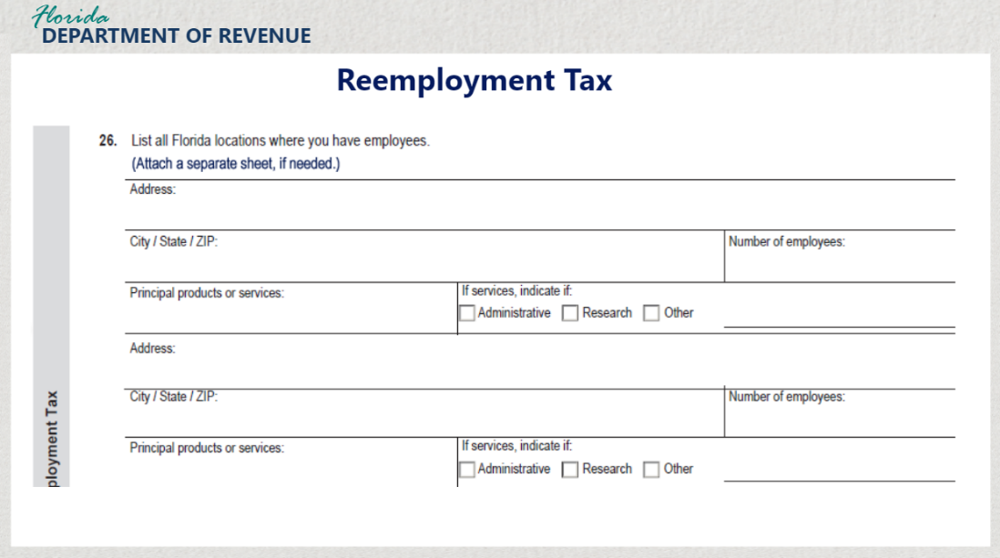 Florida
DEPARTMENT OF REVENUE
Reemployment Tax
26. List all Florida locations where you have employees.
(Attach a separate sheet, if needed.)
Address:
City / State / ZIP: Number of employees:
Principal products or services: If services, indicate if:
Administrative Research Other
Address:
City / State / ZIP: Number of employees:
Principal products or services: If services, indicate if:
Administrative Research Other
ployment Tax